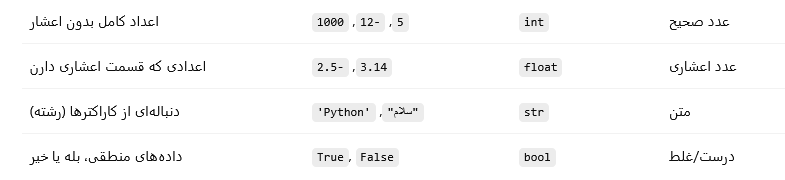 عدد صحیح int 5, 12-, 1000 اعداد کامل بدون اعشار
عدد اعشاری float 3.14, 2.5- اعدادی که قسمت اعشاری دارن
متن str "سلام", 'Python' دنباله‌ای از کاراکترها (رشته)
درست/غلط bool True, False داده‌های منطقی، بله یا خیر